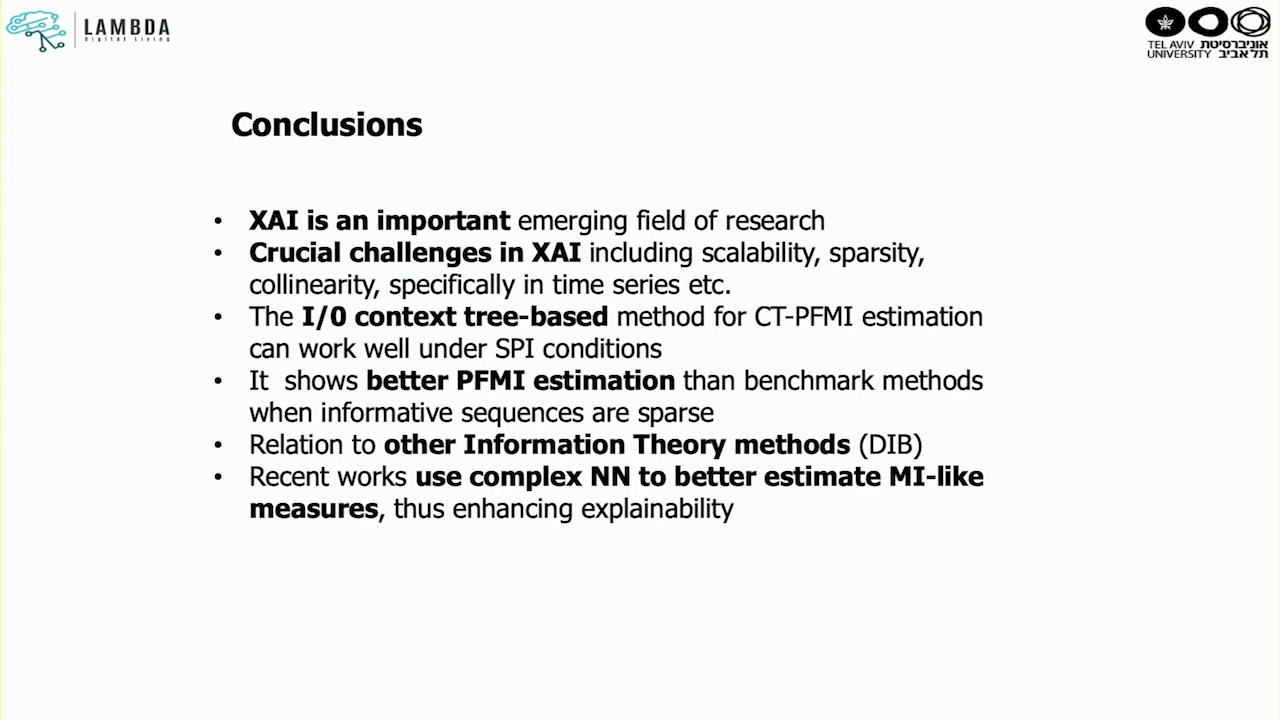 LAMBDA
Digital Living
TEL AVIV אוניברסיטת
UNIVERSITY תל אביב
Conclusions
• XAI is an important emerging field of research
• Crucial challenges in XAI including scalability, sparsity,
collinearity, specifically in time series etc.
• The I/0 context tree-based method for CT-PFMI estimation
can work well under SPI conditions
• It shows better PFMI estimation than benchmark methods
when informative sequences are sparse
• Relation to other Information Theory methods (DIB)
• Recent works use complex NN to better estimate MI-like
measures, thus enhancing explainability